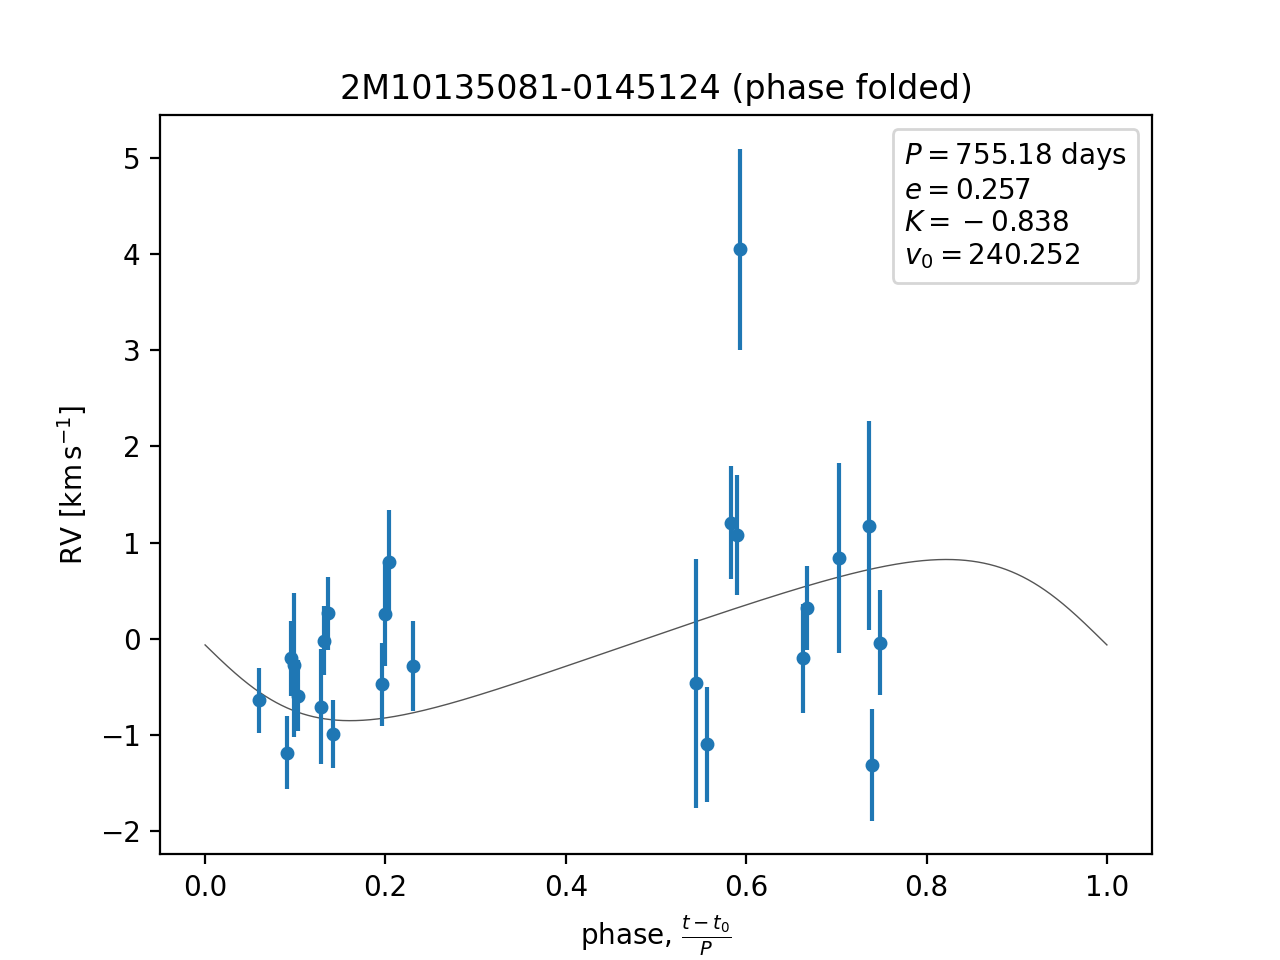 2M10135081-0145124 (phase folded)
P = 755.18 days
e = 0.257
K = −0.838
v₀ = 240.252
5
4
3
2
1
0
−1
−2
RV [km s⁻¹]
0.0 0.2 0.4 0.6 0.8 1.0
phase, (t − t₀)/P